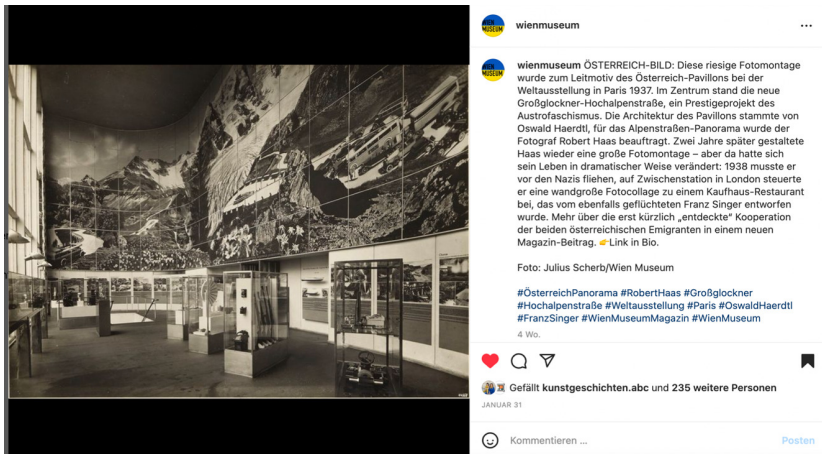 WIEN MUSEUM
wienmuseum
WIEN MUSEUM
wienmuseum ÖSTERREICH-BILD: Diese riesige Fotomontage
wurde zum Leitmotiv des Österreich-Pavillons bei der
Weltausstellung in Paris 1937. Im Zentrum stand die neue
Großglockner-Hochalpenstraße, ein Prestigeprojekt des
Austrofaschismus. Die Architektur des Pavillons stammte von
Oswald Haerdtl, für das Alpenstraßen-Panorama wurde der
Fotograf Robert Haas beauftragt. Zwei Jahre später gestaltete
Haas wieder eine große Fotomontage – aber da hatte sich
sein Leben in dramatischer Weise verändert: 1938 musste er
vor den Nazis fliehen, auf Zwischenstation in London steuerte
er eine wandgroße Fotocollage zu einem Kaufhaus-Restaurant
bei, das vom ebenfalls geflüchteten Franz Singer entworfen
wurde. Mehr über die erst kürzlich „entdeckte“ Kooperation
der beiden österreichischen Emigranten in einem neuen
Magazin-Beitrag. 👉Link in Bio.
Foto: Julius Scherb/Wien Museum
#ÖsterreichPanorama #RobertHaas #Großglockner
#Hochalpenstraße #Weltausstellung #Paris #OswaldHaerdtl
#FranzSinger #WienMuseumMagazin #WienMuseum
4 Wo.
Gefällt kunstgeschichten.abc und 235 weitere Personen
JANUAR 31
Kommentieren ...
Posten